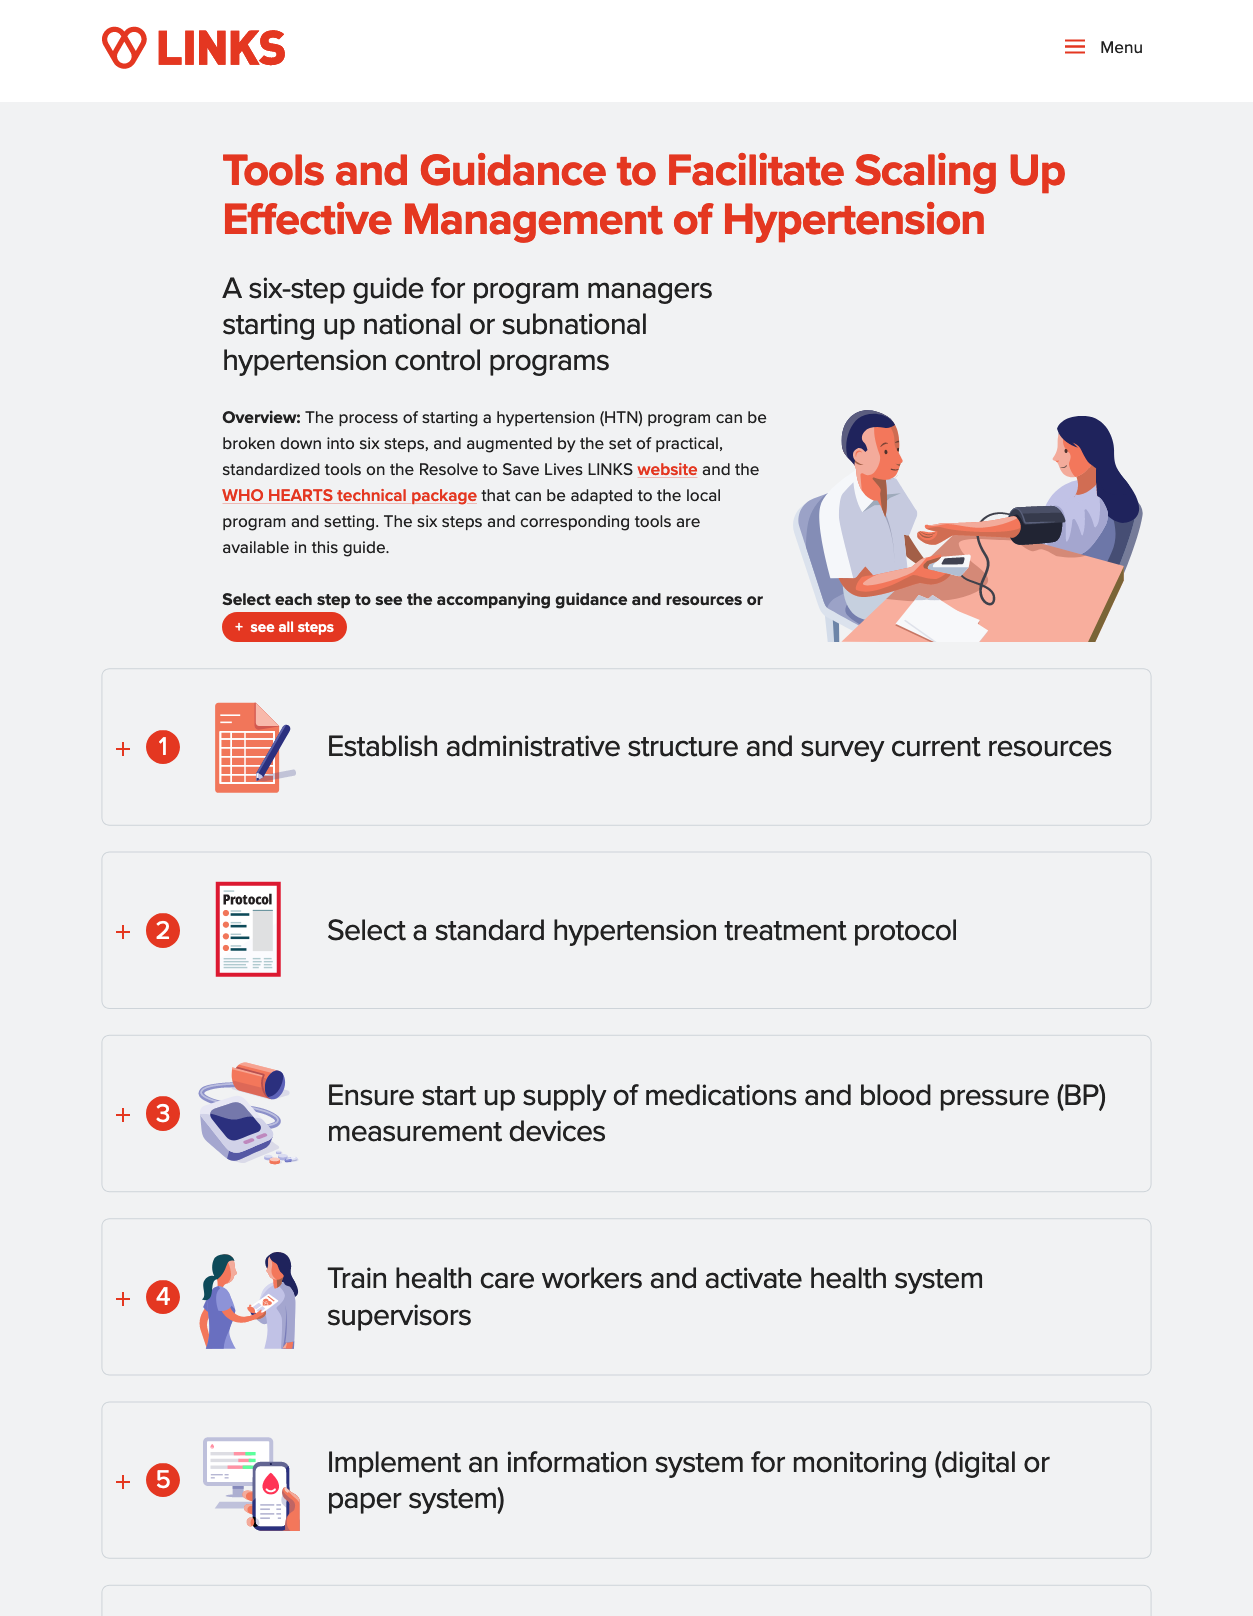 LINKS
Menu
Tools and Guidance to Facilitate Scaling Up
Effective Management of Hypertension
A six-step guide for program managers
starting up national or subnational
hypertension control programs
Overview: The process of starting a hypertension (HTN) program can be
broken down into six steps, and augmented by the set of practical,
standardized tools on the Resolve to Save Lives LINKS website and the
WHO HEARTS technical package that can be adapted to the local
program and setting. The six steps and corresponding tools are
available in this guide.
Select each step to see the accompanying guidance and resources or
+ see all steps
+ 1 Establish administrative structure and survey current resources
Protocol
+ 2 Select a standard hypertension treatment protocol
+ 3 Ensure start up supply of medications and blood pressure (BP)
measurement devices
+ 4 Train health care workers and activate health system
supervisors
+ 5 Implement an information system for monitoring (digital or
paper system)